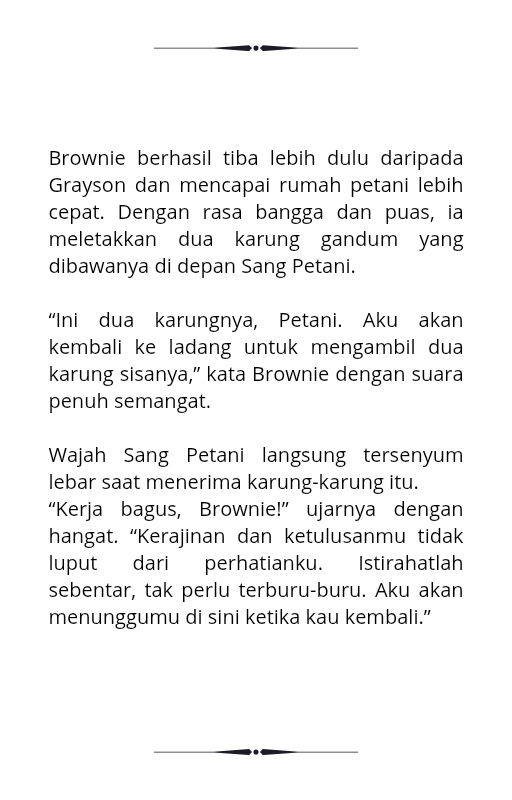 Brownie berhasil tiba lebih dulu daripada
Grayson dan mencapai rumah petani lebih
cepat. Dengan rasa bangga dan puas, ia
meletakkan dua karung gandum yang
dibawanya di depan Sang Petani.
“Ini dua karungnya, Petani. Aku akan
kembali ke ladang untuk mengambil dua
karung sisanya,” kata Brownie dengan suara
penuh semangat.
Wajah Sang Petani langsung tersenyum
lebar saat menerima karung-karung itu.
“Kerja bagus, Brownie!” ujarnya dengan
hangat. “Kerajinan dan ketulusanmu tidak
luput dari perhatianku. Istirahatlah
sebentar, tak perlu terburu-buru. Aku akan
menunggumu di sini ketika kau kembali.”